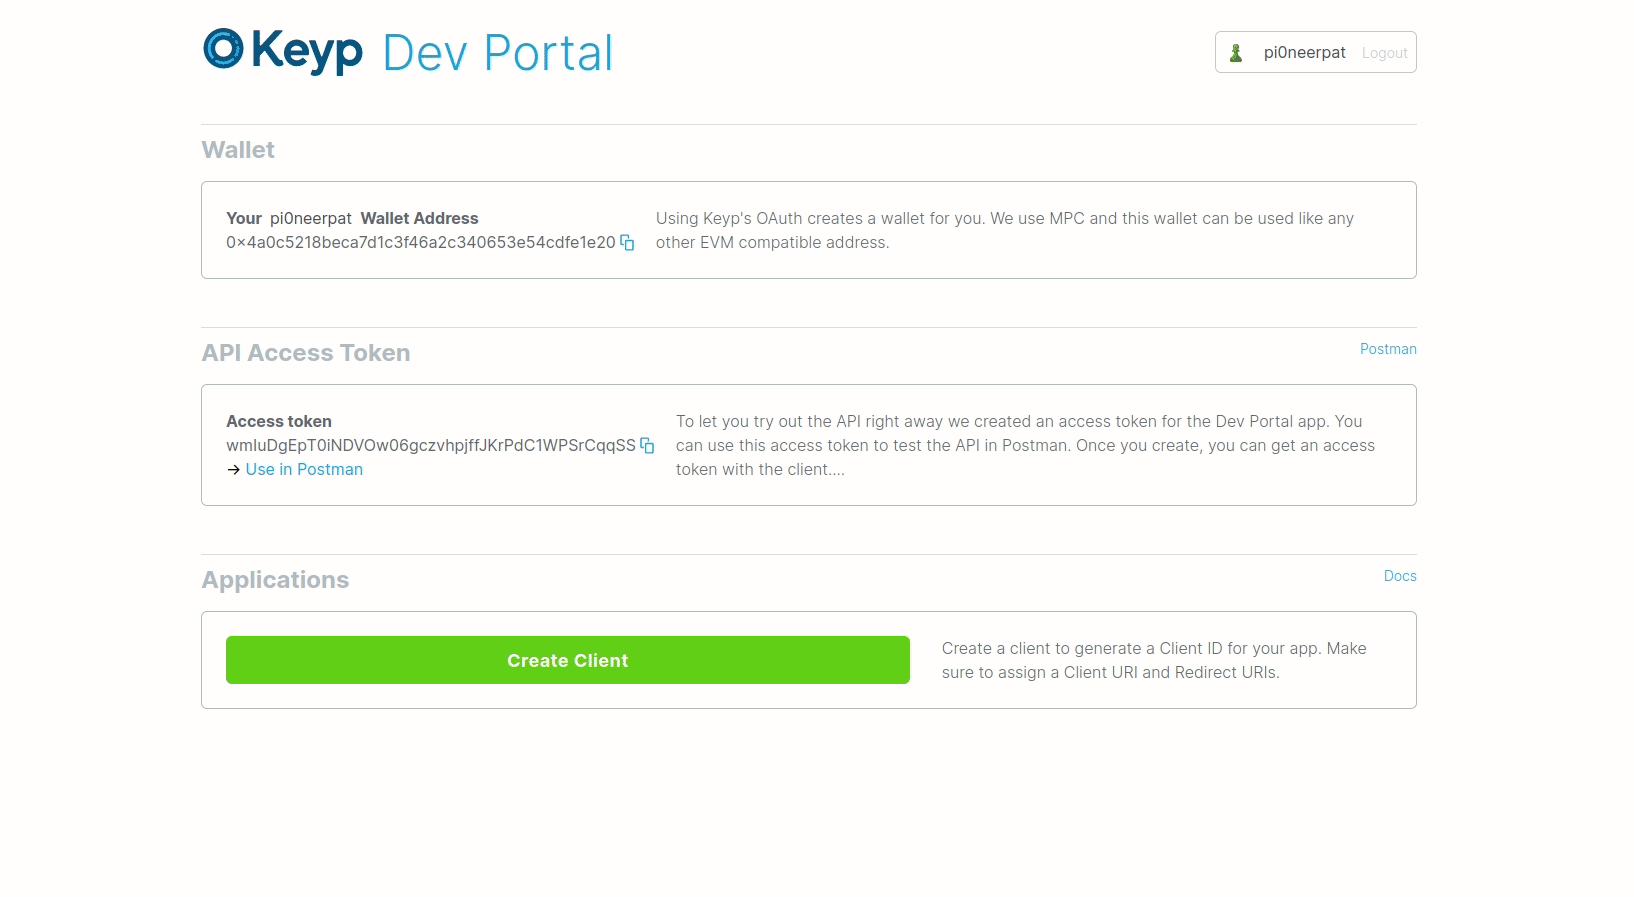 Keyp Dev Portal
pi0neerpat Logout
Wallet
Your pi0neerpat Wallet Address
0x4a0c5218beca7d1c3f46a2c340653e54cdfe1e20
Using Keyp's OAuth creates a wallet for you. We use MPC and this wallet can be used like any
other EVM compatible address.
API Access Token
Postman
Access token
wmIuDgEpT0iNDVOw06gczvhpjffJKrPdC1WPSrCqqSS
→ Use in Postman
To let you try out the API right away we created an access token for the Dev Portal app. You
can use this access token to test the API in Postman. Once you create, you can get an access
token with the client....
Applications
Docs
Create Client
Create a client to generate a Client ID for your app. Make
sure to assign a Client URI and Redirect URIs.